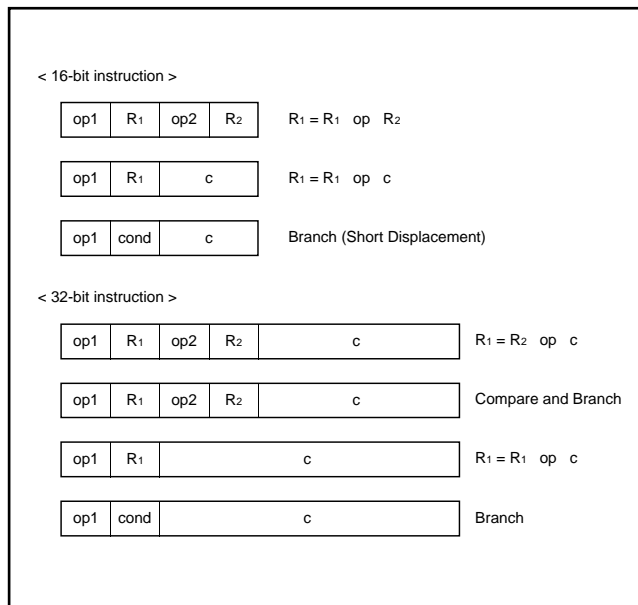 < 16-bit instruction >
op1 R1 op2 R2 R1 = R1 op R2
op1 R1 c R1 = R1 op c
op1 cond c Branch (Short Displacement)
< 32-bit instruction >
op1 R1 op2 R2 c R1 = R2 op c
op1 R1 op2 R2 c Compare and Branch
op1 R1 c R1 = R1 op c
op1 cond c Branch